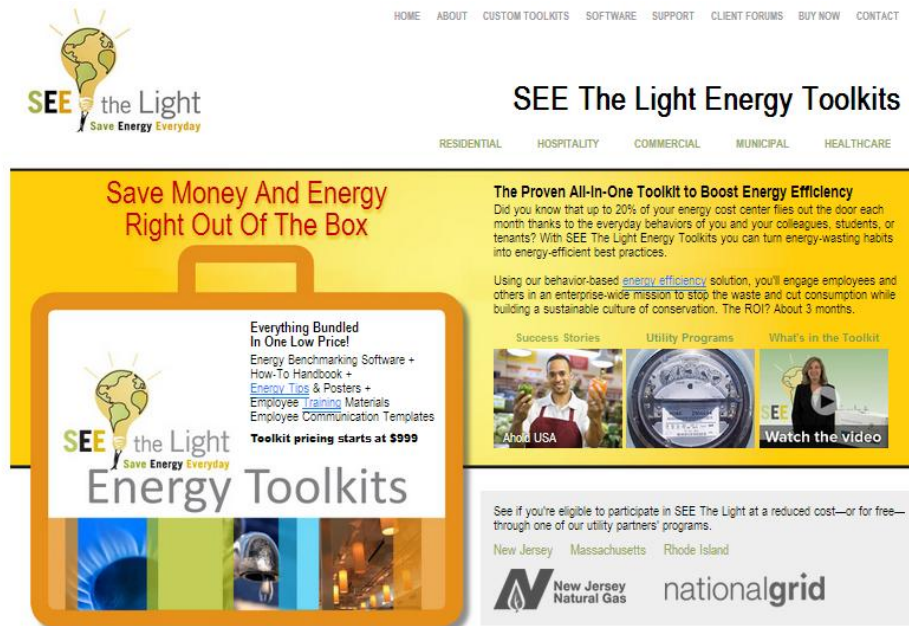 HOME ABOUT CUSTOM TOOLKITS SOFTWARE SUPPORT CLIENT FORUMS BUY NOW CONTACT
SEE the Light
Save Energy Everyday
SEE The Light Energy Toolkits
RESIDENTIAL HOSPITALITY COMMERCIAL MUNICIPAL HEALTHCARE
Save Money And Energy
Right Out Of The Box
Everything Bundled
In One Low Price!
Energy Benchmarking Software +
How-To Handbook +
Energy Tips & Posters +
Employee Training Materials
Employee Communication Templates
Toolkit pricing starts at $999
SEE the Light
Save Energy Everyday
Energy Toolkits
The Proven All-In-One Toolkit to Boost Energy Efficiency
Did you know that up to 20% of your energy cost center flies out the door each
month thanks to the everyday behaviors of you and your colleagues, students, or
tenants? With SEE The Light Energy Toolkits you can turn energy-wasting habits
into energy-efficient best practices.
Using our behavior-based energy efficiency solution, you'll engage employees and
others in an enterprise-wide mission to stop the waste and cut consumption while
building a sustainable culture of conservation. The ROI? About 3 months.
Success Stories Utility Programs What's in the Toolkit
Ahold USA
SEE
Watch the video
See if you're eligible to participate in SEE The Light at a reduced cost—or for free—
through one of our utility partners' programs.
New Jersey Massachusetts Rhode Island
New Jersey
Natural Gas
nationalgrid